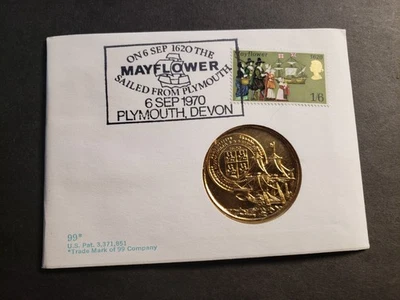 ON 6 SEP 1620 THE
MAYFLOWER
SAILED FROM PLYMOUTH
6 SEP 1970
PLYMOUTH, DEVON
Mayflower
1/6
99*
U.S. Pat. 3,371,851
*Trade Mark of 99 Company